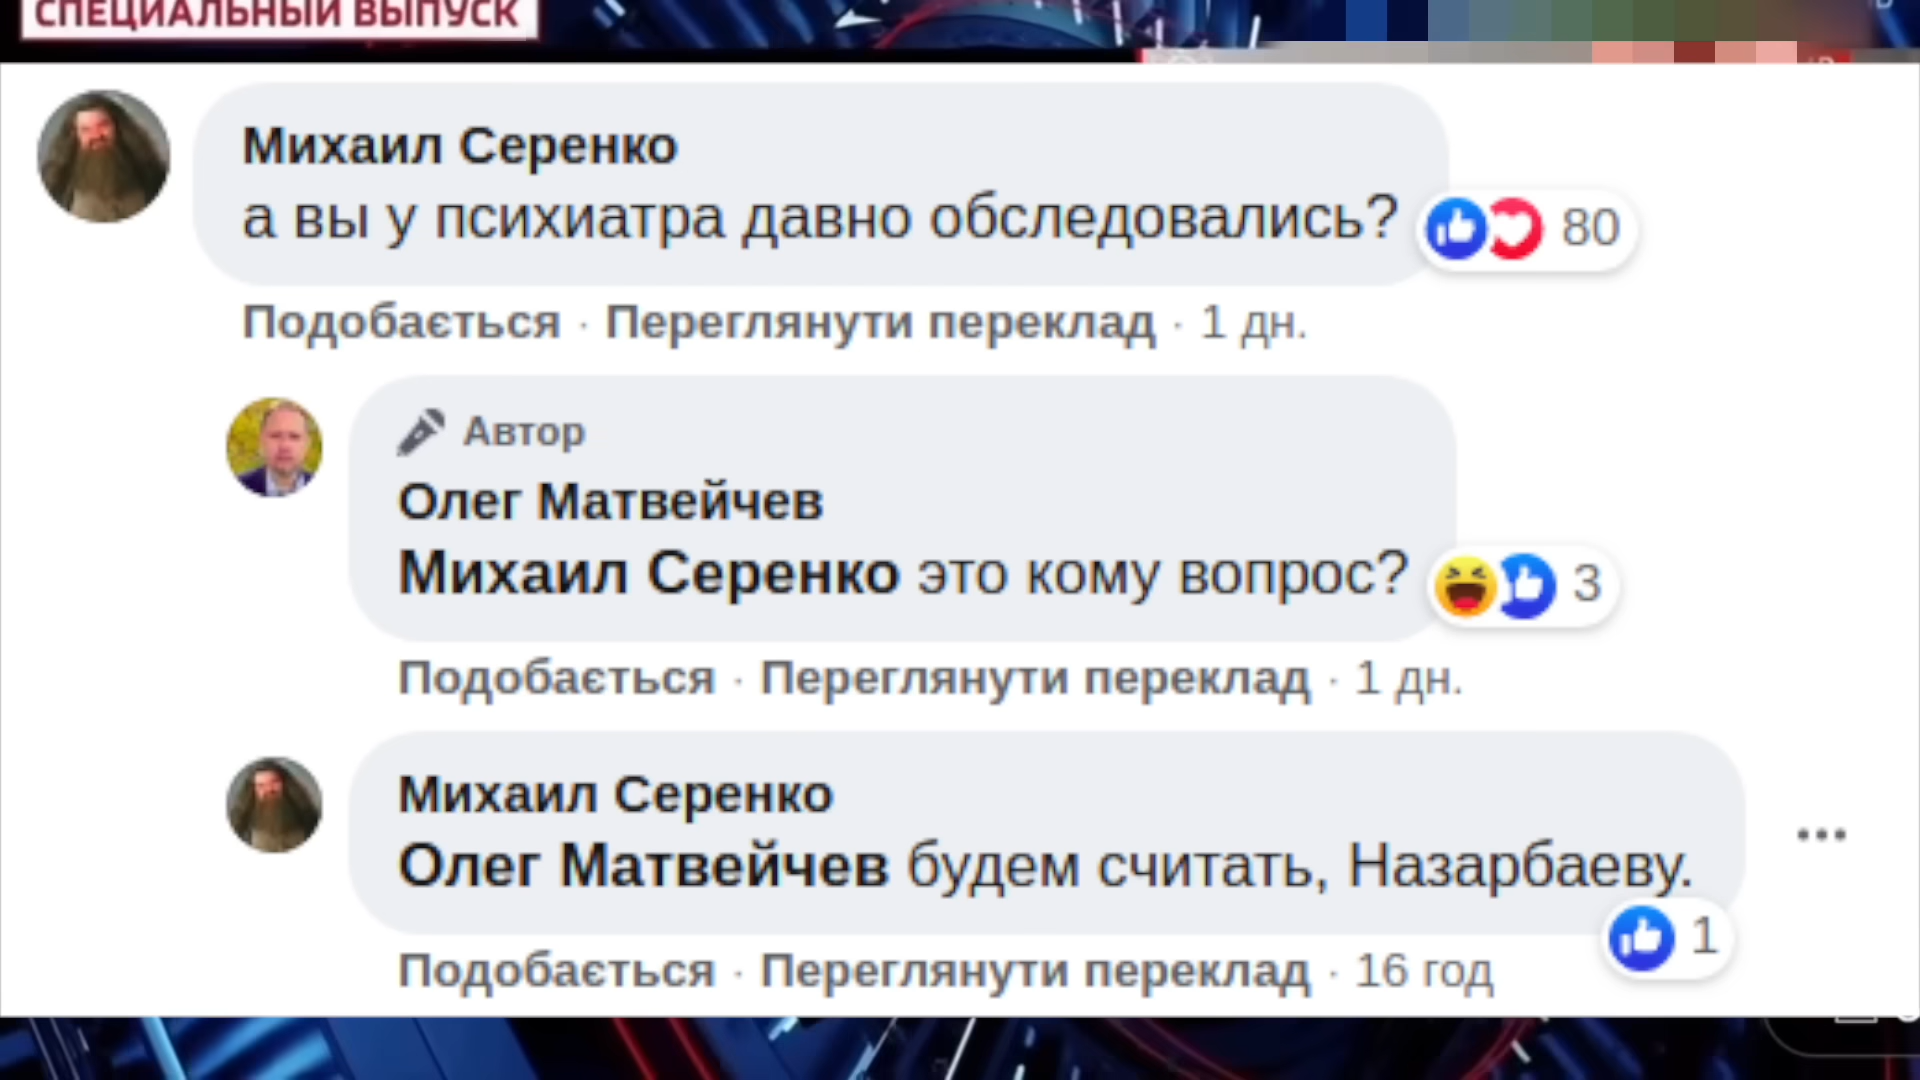 СПЕЦИАЛЬНЫЙ ВЫПУСК
Михаил Серенко
а вы у психиатра давно обследовались?
80
Подобається · Переглянути переклад · 1 дн.
Автор
Олег Матвейчев
Михаил Серенко это кому вопрос?
3
Подобається · Переглянути переклад · 1 дн.
Михаил Серенко
Олег Матвейчев будем считать, Назарбаеву.
1
Подобається · Переглянути переклад · 16 год